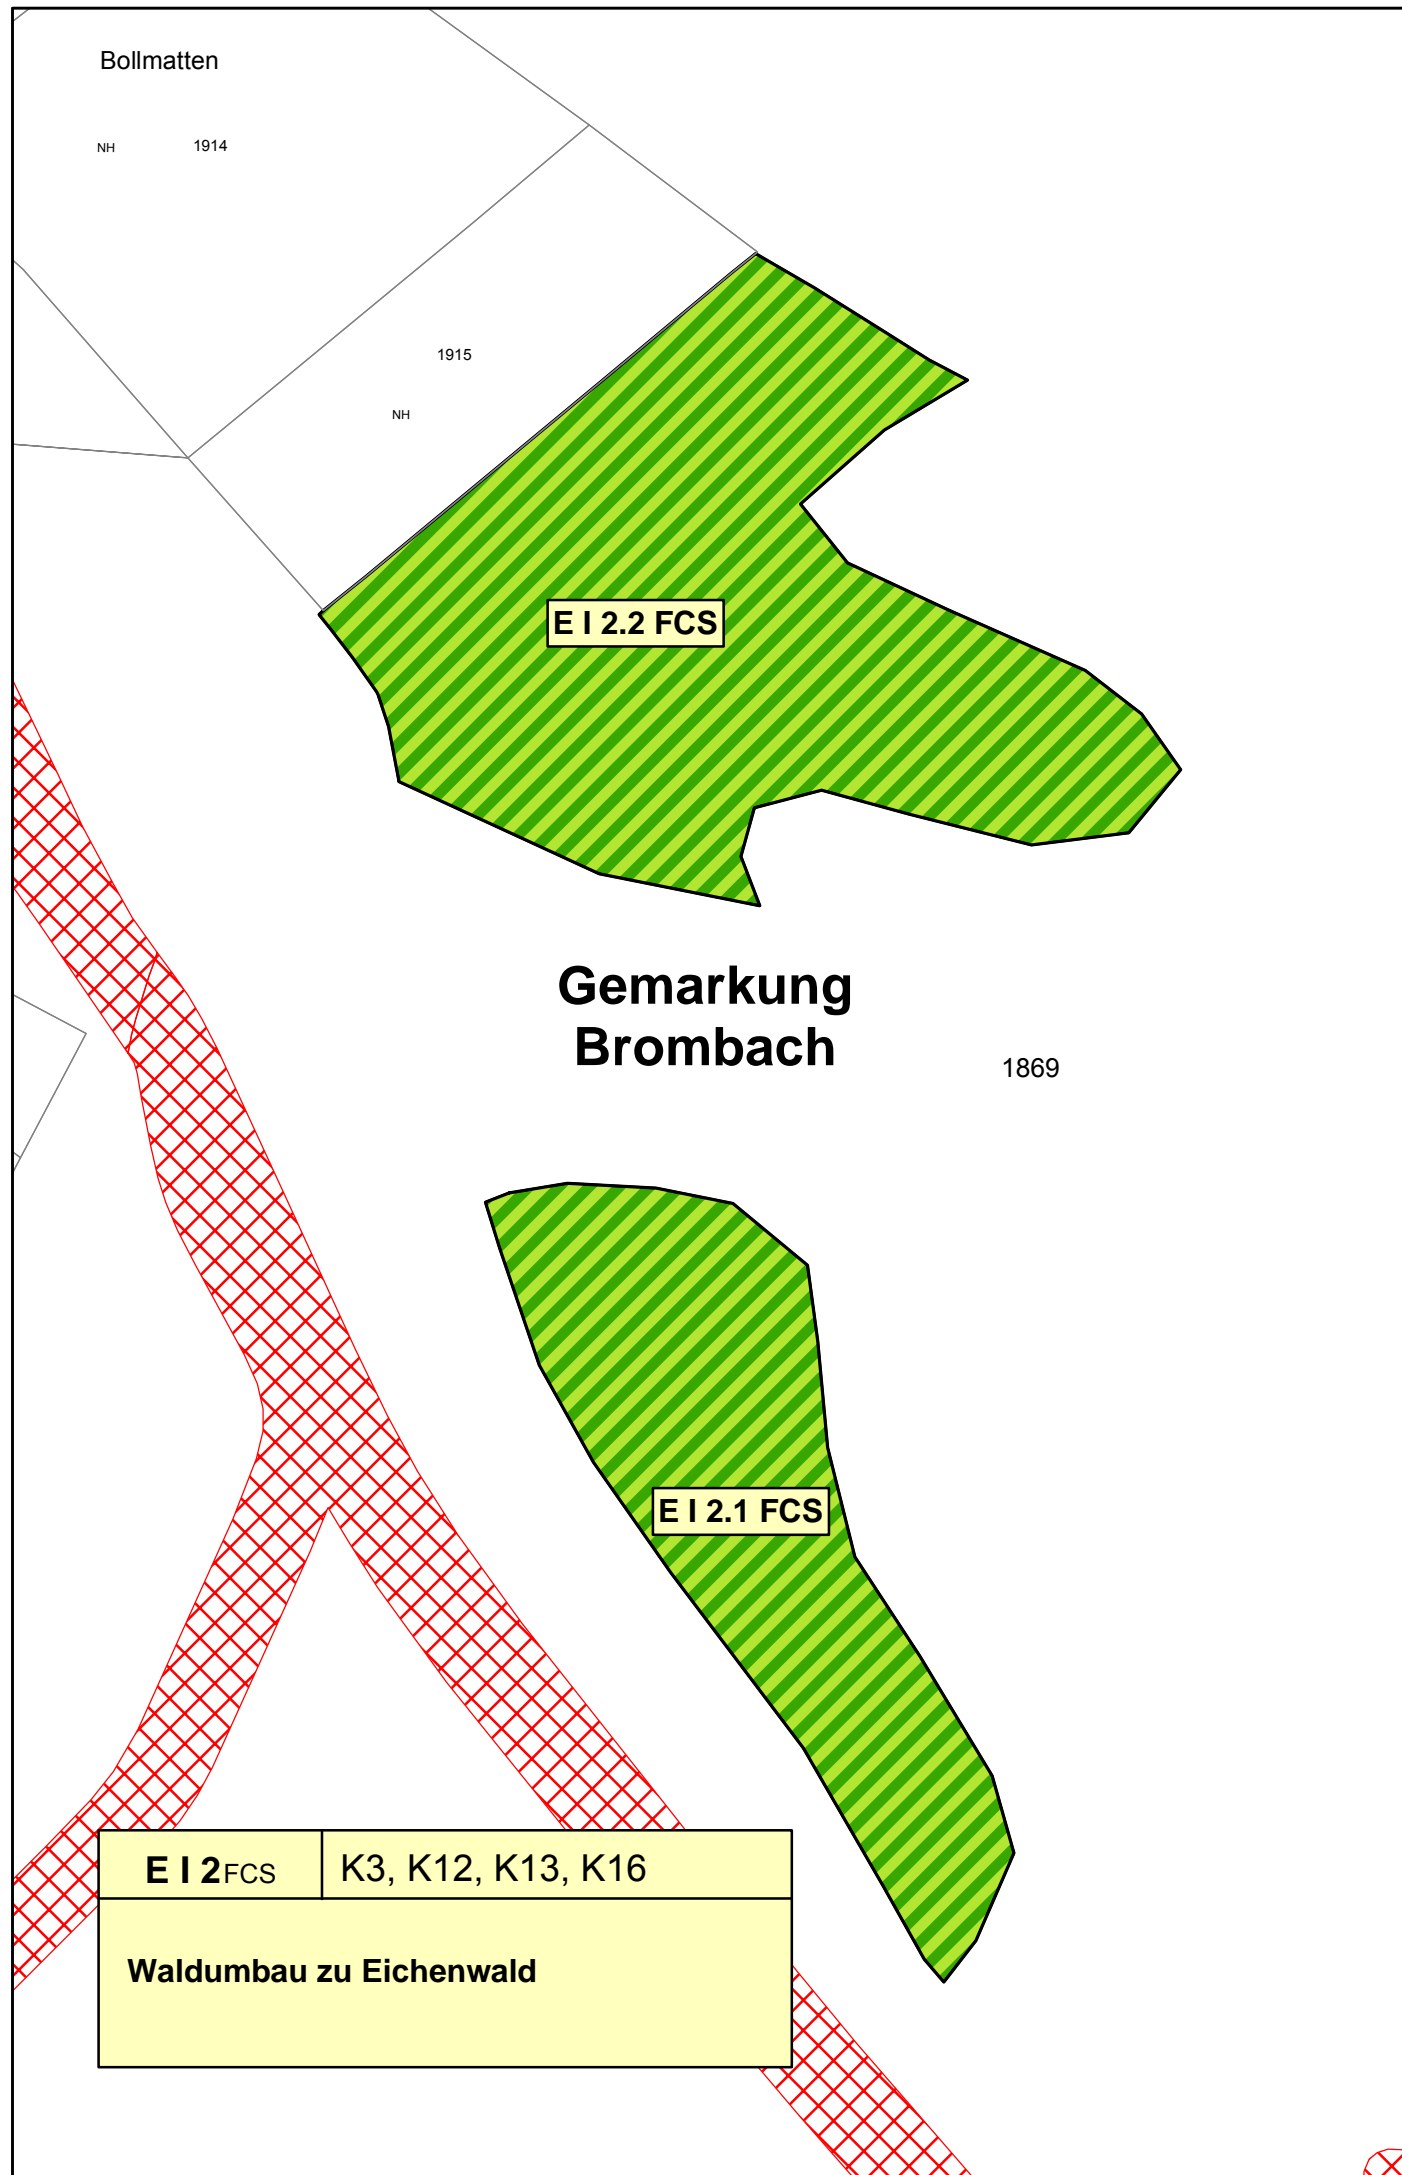 Bollmatten
NH 1914
1915
NH
E I 2.2 FCS
Gemarkung
Brombach
1869
E I 2.1 FCS
E I 2FCS K3, K12, K13, K16
Waldumbau zu Eichenwald